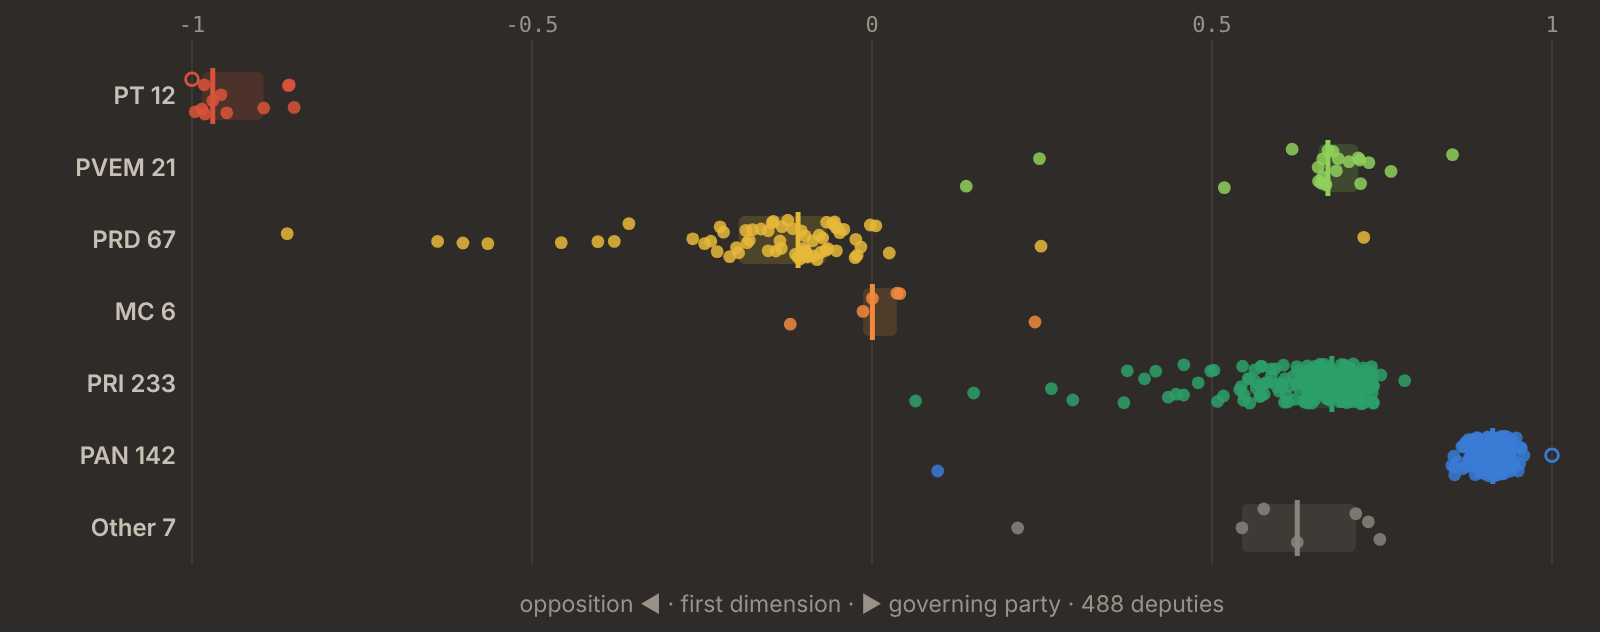 -1 -0.5 0 0.5 1
PT 12
PVEM 21
PRD 67
MC 6
PRI 233
PAN 142
Other 7
opposition ◀ · first dimension · ▶ governing party · 488 deputies